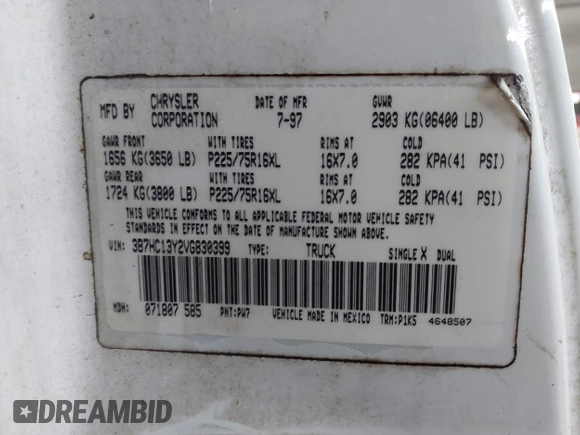 MFD BY CHRYSLER CORPORATION DATE OF MFR 7-97 GVWR 2903 KG(06400 LB)
GAWR FRONT WITH TIRES RIMS AT COLD
1656 KG(3650 LB) P225/75R16XL 16X7.0 282 KPA(41 PSI)
GAWR REAR WITH TIRES RIMS AT COLD
1724 KG(3800 LB) P225/75R16XL 16X7.0 282 KPA(41 PSI)
THIS VEHICLE CONFORMS TO ALL APPLICABLE FEDERAL MOTOR VEHICLE SAFETY
STANDARDS IN EFFECT ON THE DATE OF MANUFACTURE SHOWN ABOVE.
VIN: 3B7HC13Y2VG830399 TYPE: TRUCK SINGLE X DUAL
MDH: 071807 585 PNT:PW7 VEHICLE MADE IN MEXICO TRM:P1K5 4648507
DREAMBID